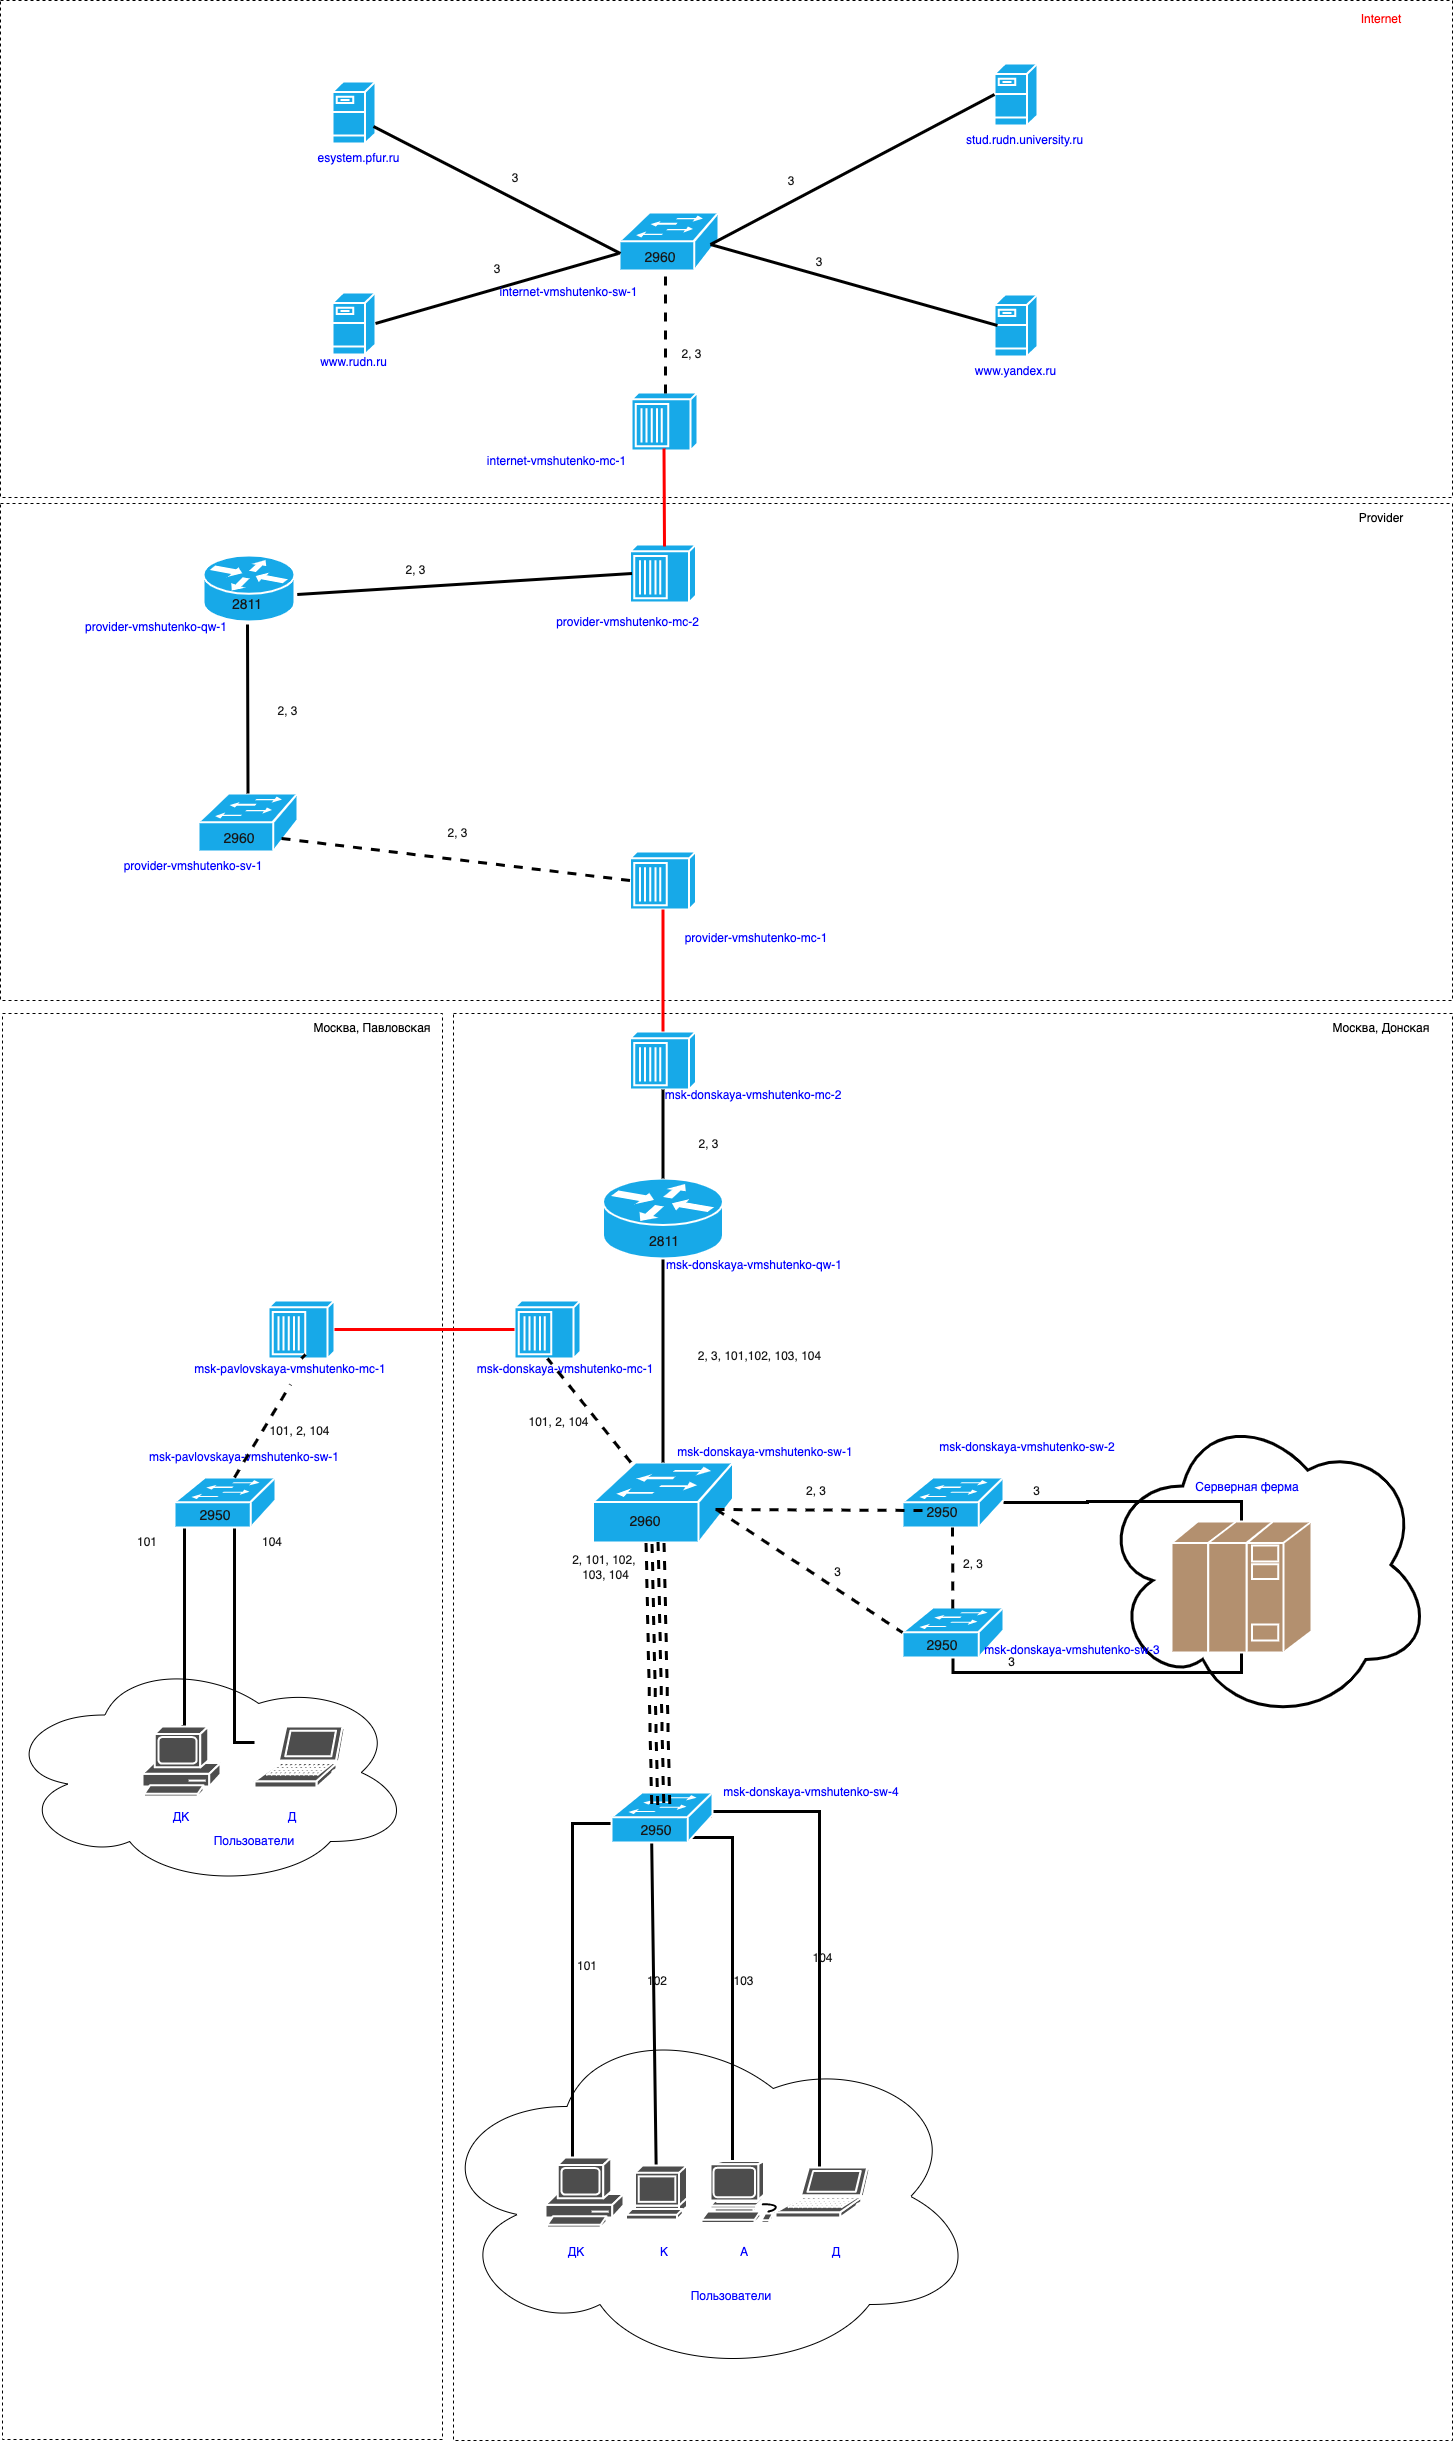 Internet
esystem.pfur.ru
stud.rudn.university.ru
3
3
2960
3
3
internet-vmshutenko-sw-1
www.rudn.ru
www.yandex.ru
2, 3
internet-vmshutenko-mc-1
Provider
2, 3
2811
provider-vmshutenko-qw-1
provider-vmshutenko-mc-2
2, 3
2960
2, 3
provider-vmshutenko-sv-1
provider-vmshutenko-mc-1
Москва, Павловская
Москва, Донская
msk-donskaya-vmshutenko-mc-2
2, 3
2811
msk-donskaya-vmshutenko-qw-1
2, 3, 101,102, 103, 104
msk-pavlovskaya-vmshutenko-mc-1
msk-donskaya-vmshutenko-mc-1
101, 2, 104
101, 2, 104
msk-pavlovskaya-vmshutenko-sw-1
msk-donskaya-vmshutenko-sw-1
msk-donskaya-vmshutenko-sw-2
Серверная ферма
2, 3
3
2950
2960
2950
101
104
2, 101, 102,
103, 104
3
2, 3
2950
msk-donskaya-vmshutenko-sw-3
3
ДК
Д
Пользователи
msk-donskaya-vmshutenko-sw-4
2950
101
102
103
104
ДК
К
А
?
Д
Пользователи